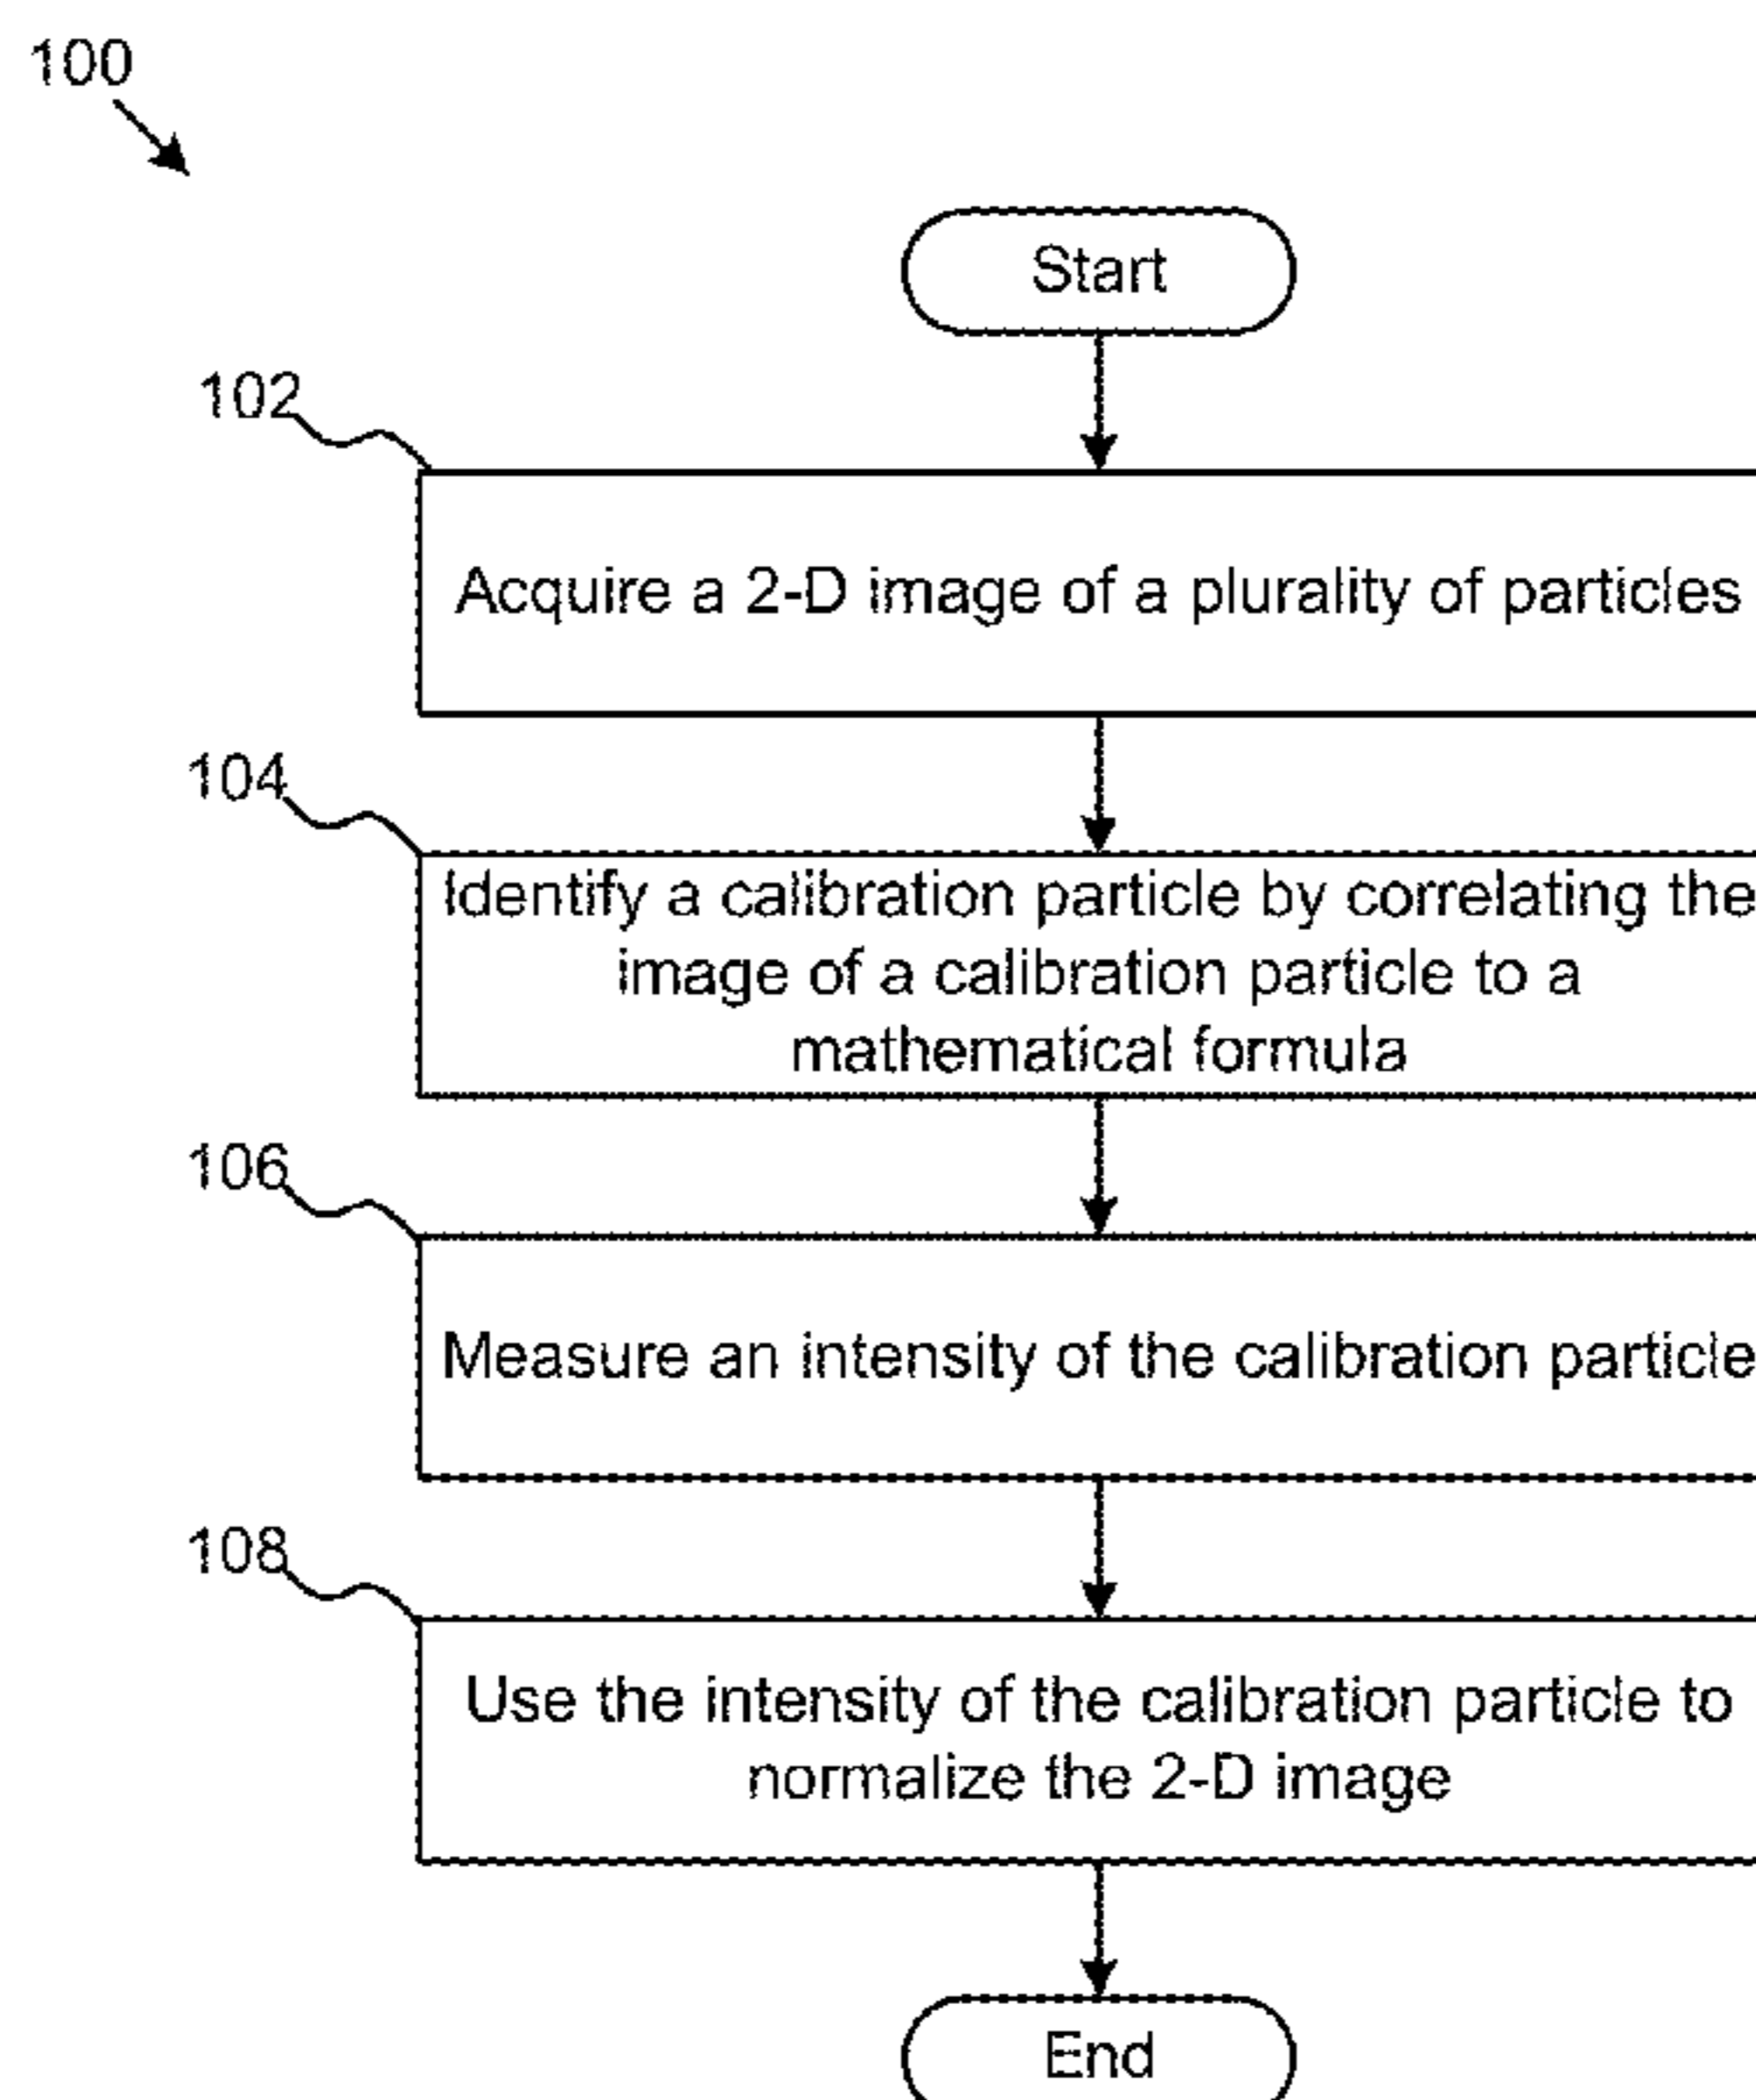 100
Start
102
Acquire a 2-D image of a plurality of particles
104
Identify a calibration particle by correlating the
image of a calibration particle to a
mathematical formula
106
Measure an intensity of the calibration particle
108
Use the intensity of the calibration particle to
normalize the 2-D image
End